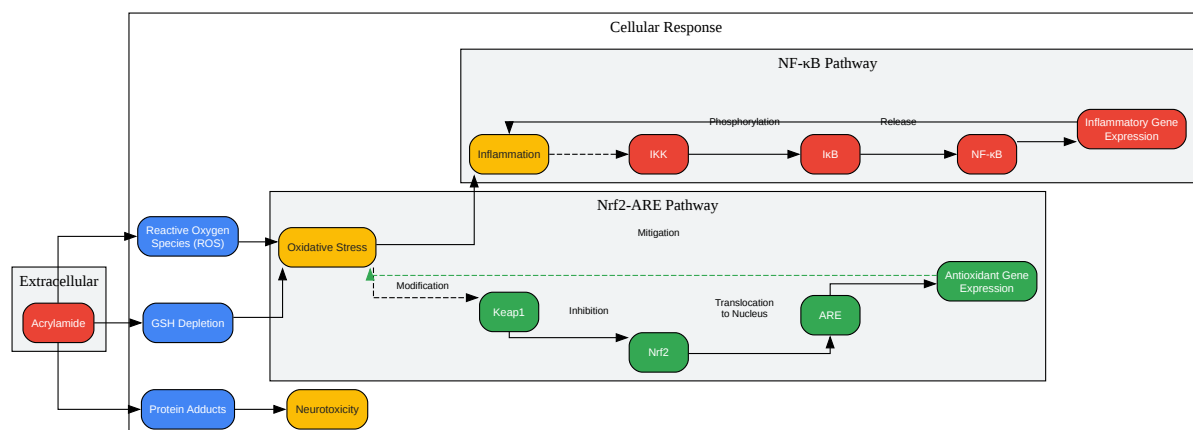 Cellular Response
NF-κB Pathway
Phosphorylation
Release
Inflammatory Gene
Expression
Inflammation
IKK
IκB
NF-κB
Nrf2-ARE Pathway
Mitigation
Reactive Oxygen
Species (ROS)
Oxidative Stress
Extracellular
Acrylamide
GSH Depletion
Modification
Keap1
Inhibition
Nrf2
Translocation
to Nucleus
ARE
Antioxidant Gene
Expression
Protein Adducts
Neurotoxicity